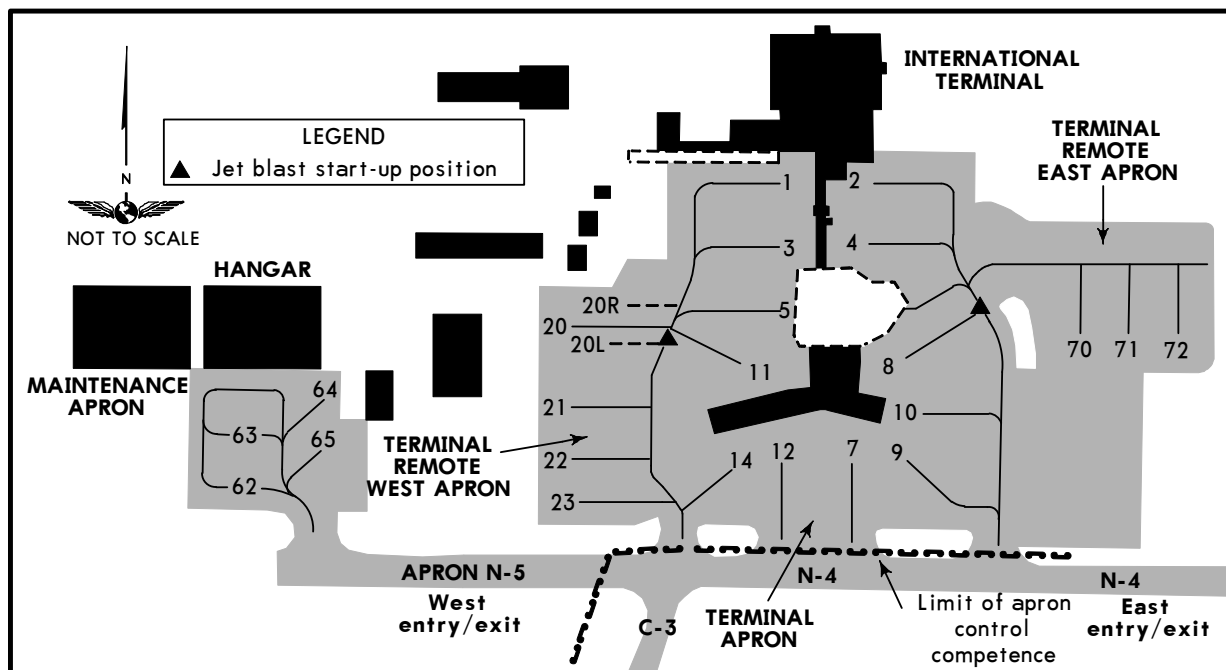 INTERNATIONAL
TERMINAL
LEGEND
Jet blast start-up position
TERMINAL
REMOTE
EAST APRON
N
NOT TO SCALE
1
2
3
4
HANGAR
20R
5
20
20L
8
11
70
71
72
MAINTENANCE
APRON
64
63
65
62
21
22
23
TERMINAL
REMOTE
WEST APRON
10
14
12
7
9
APRON N-5
West
entry/exit
C-3
N-4
TERMINAL
APRON
Limit of apron
control
competence
N-4
East
entry/exit